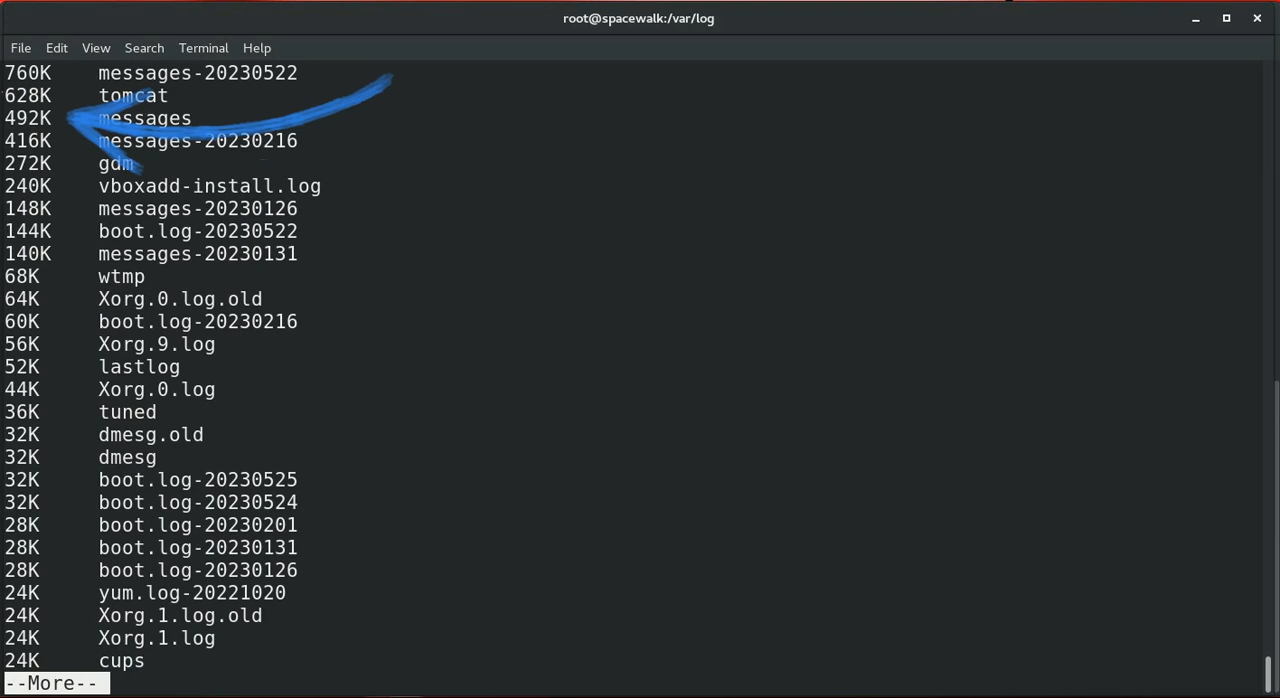 root@spacewalk:/var/log
File Edit View Search Terminal Help
760K messages-20230522
628K tomcat
492K messages
416K messages-20230216
272K gdm
240K vboxadd-install.log
148K messages-20230126
144K boot.log-20230522
140K messages-20230131
68K wtmp
64K Xorg.0.log.old
60K boot.log-20230216
56K Xorg.9.log
52K lastlog
44K Xorg.0.log
36K tuned
32K dmesg.old
32K dmesg
32K boot.log-20230525
32K boot.log-20230524
28K boot.log-20230201
28K boot.log-20230131
28K boot.log-20230126
24K yum.log-20221020
24K Xorg.1.log.old
24K Xorg.1.log
24K cups
--More--